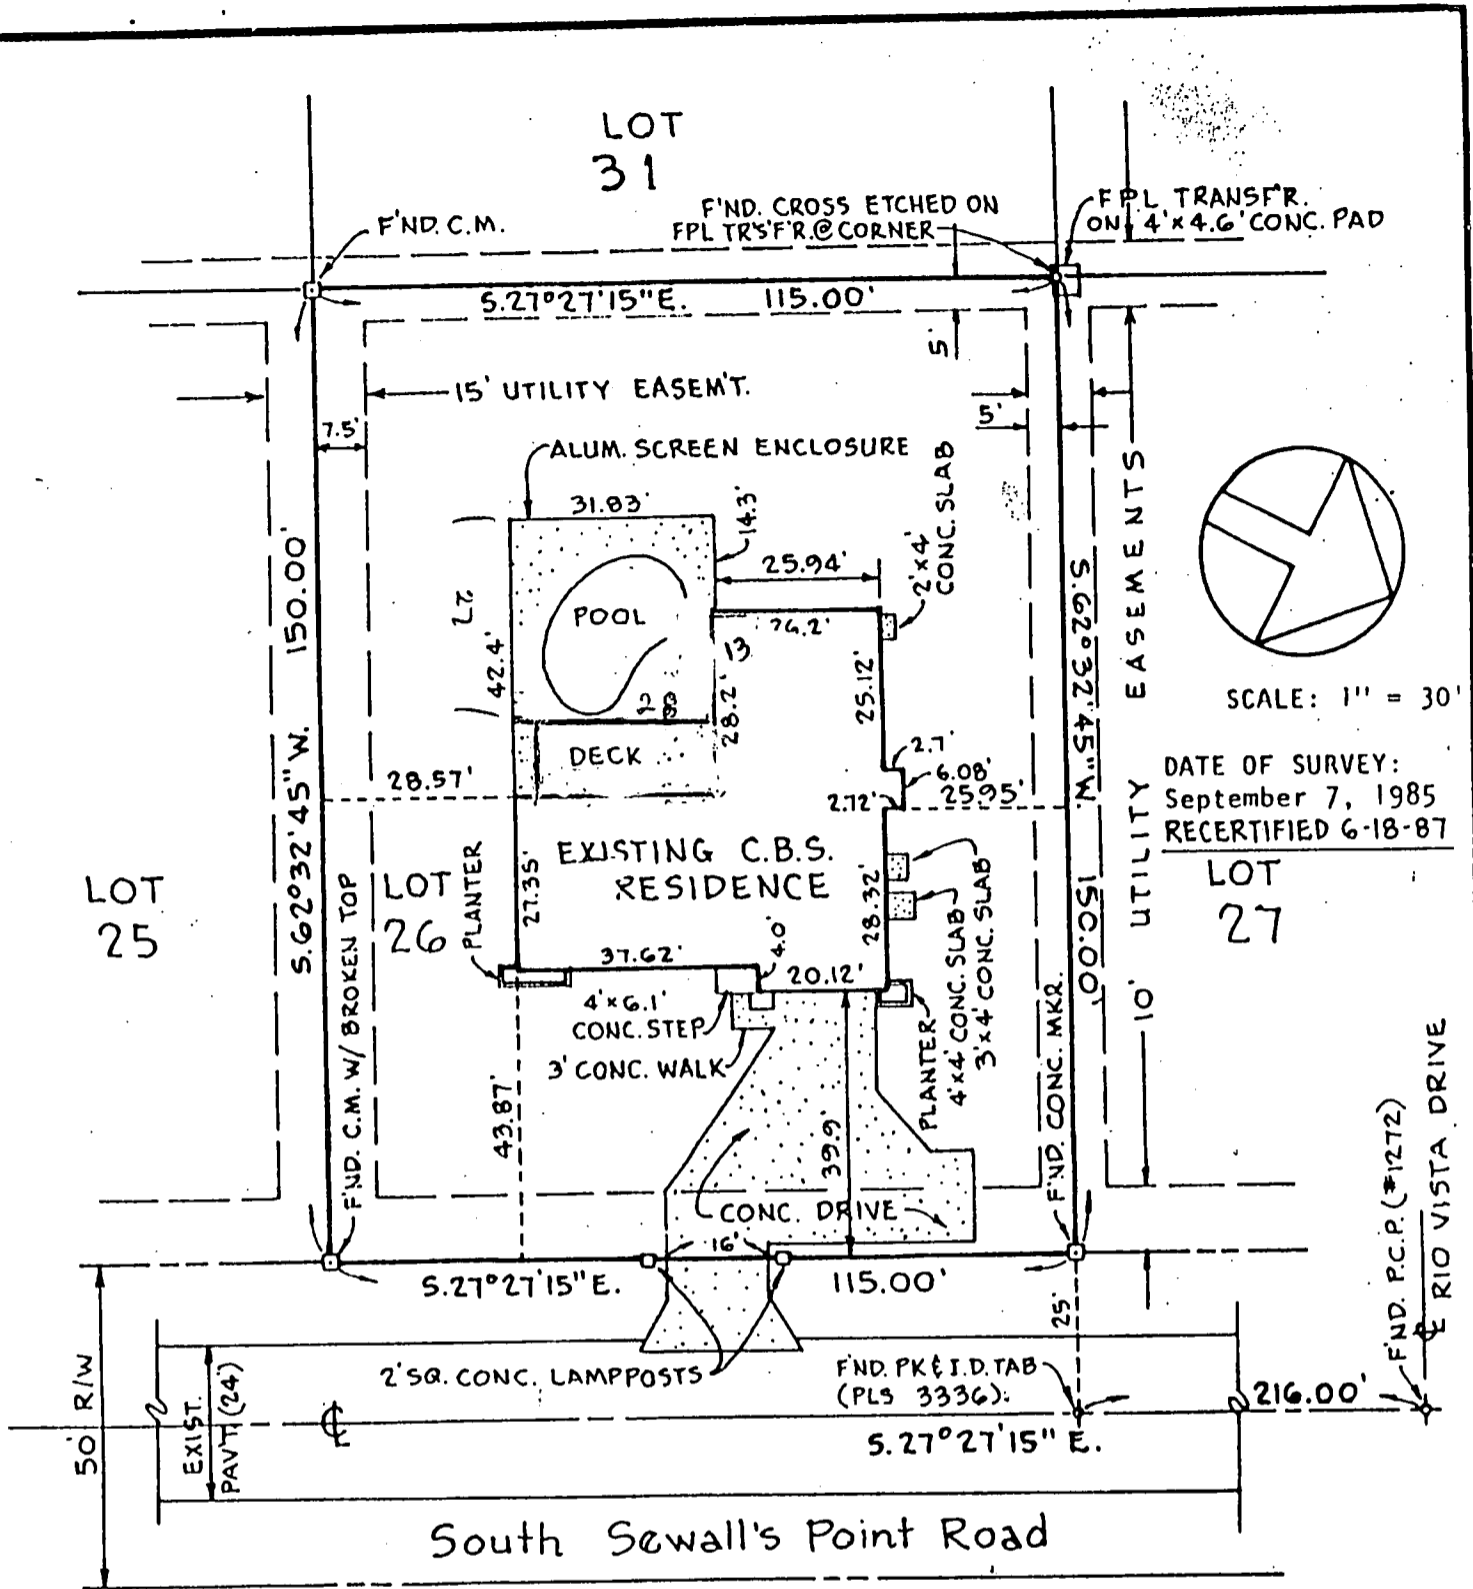 LOT
31
F'ND. C.M.
F'ND. CROSS ETCHED ON
FPL TR'S'F'R. @ CORNER
FPL TRANSF'R.
ON 4'x4.6' CONC. PAD
S.27°27'15"E. 115.00'
5'
15' UTILITY EASEM'T.
7.5'
5'
ALUM. SCREEN ENCLOSURE
31.83'
14.3'
25.94'
2'x4'
CONC. SLAB
POOL
26.2'
13
27
42.4'
28.2'
25.12'
DECK
2.7'
6.08'
2.72'
28.57'
25.95'
S.62°32'45"W. 150.00'
S.62°32'45"W. 150.00'
10' UTILITY EASEMENTS
SCALE: 1" = 30'
DATE OF SURVEY:
September 7, 1985
RECERTIFIED 6-18-87
EXISTING C.B.S.
RESIDENCE
LOT
25
LOT
26
LOT
27
PLANTER
27.35'
28.32'
37.62'
4.0'
20.12'
4'x6.1'
CONC. STEP
3' CONC. WALK
PLANTER
4'x4' CONC. SLAB
3'x4' CONC. SLAB
F'ND. C.M. W/ BROKEN TOP
F'ND. CONC. MKR.
43.87'
39.9'
CONC. DRIVE
16'
S.27°27'15"E. 115.00'
25'
2' SQ. CONC. LAMPPOSTS
F'ND. PK & I.D. TAB
(PLS 3336).
216.00'
S.27°27'15" E.
F'ND. P.C.P. (#1272)
℄ RIO VISTA DRIVE
50' R/W
EXIST.
PAV'T (24')
℄
South Sewall's Point Road